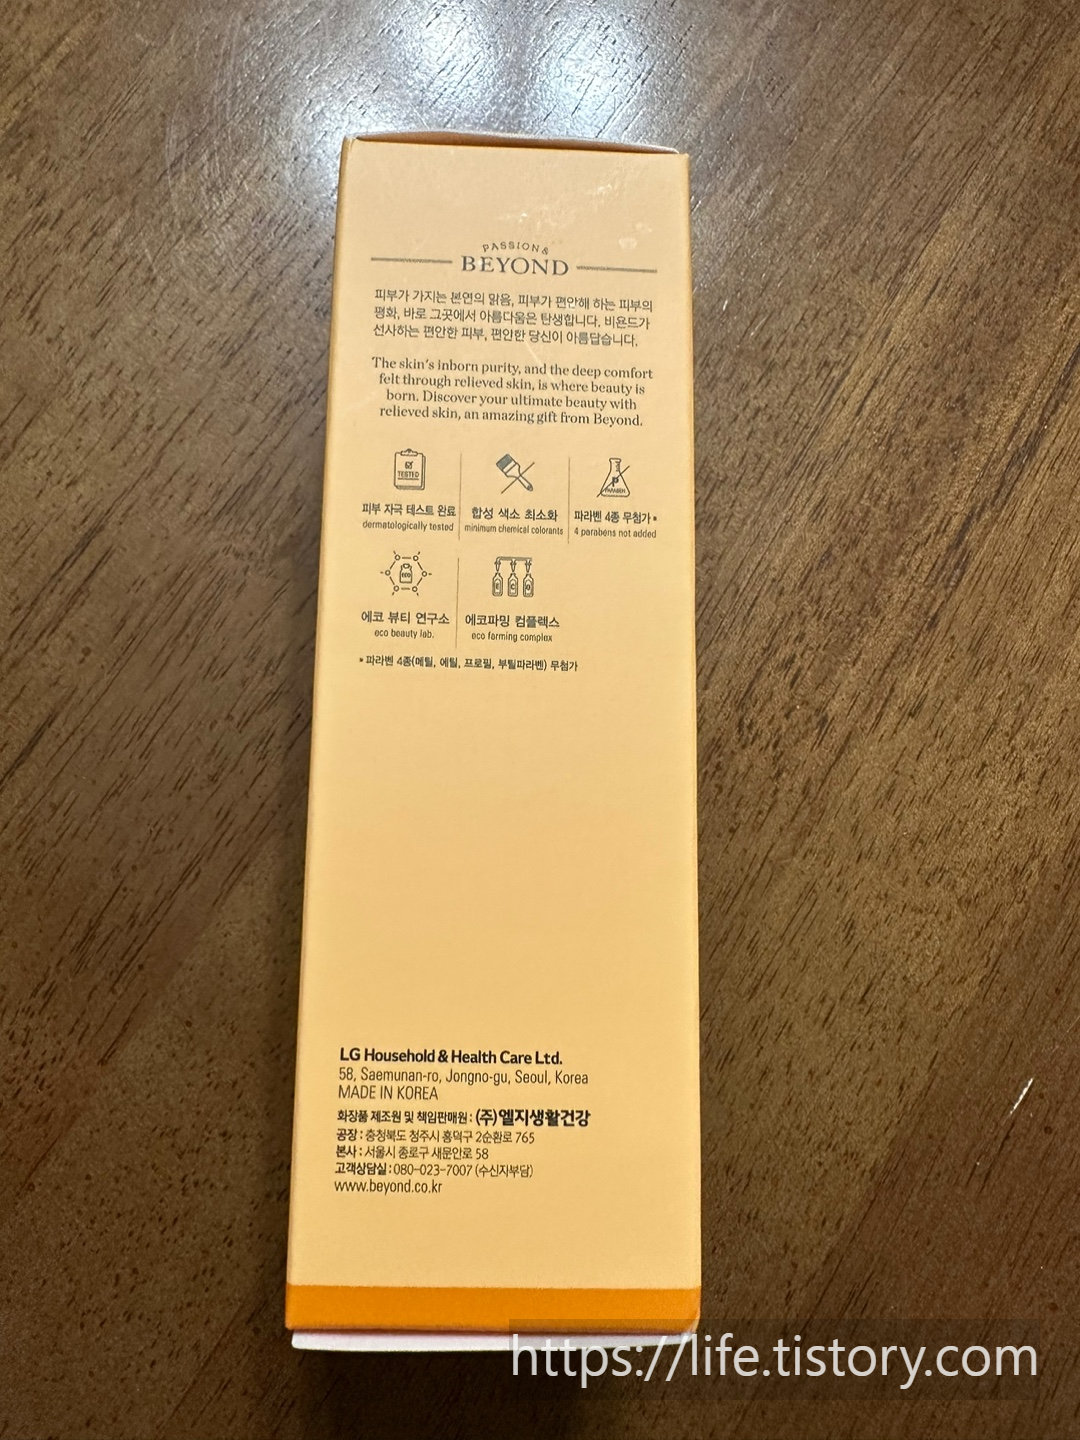 PASSION &
BEYOND
피부가 가지는 본연의 맑음, 피부가 편안해 하는 피부의
평화, 바로 그곳에서 아름다움은 탄생합니다. 비욘드가
선사하는 편안한 피부, 편안한 당신이 아름답습니다.
The skin's inborn purity, and the deep comfort
felt through relieved skin, is where beauty is
born. Discover your ultimate beauty with
relieved skin, an amazing gift from Beyond.
TESTED
P
PARABEN
피부 자극 테스트 완료
dermatologically tested
합성 색소 최소화
minimum chemical colorants
파라벤 4종 무첨가*
4 parabens not added
ECO
E C O
에코 뷰티 연구소
eco beauty lab.
에코파밍 컴플렉스
eco farming complex
* 파라벤 4종(메틸, 에틸, 프로필, 부틸파라벤) 무첨가
LG Household & Health Care Ltd.
58, Saemunan-ro, Jongno-gu, Seoul, Korea
MADE IN KOREA
화장품 제조원 및 책임판매원 : (주)엘지생활건강
공장 : 충청북도 청주시 흥덕구 2순환로 765
본사 : 서울시 종로구 새문안로 58
고객상담실 : 080-023-7007 (수신자부담)
www.beyond.co.kr
https://life.tistory.com